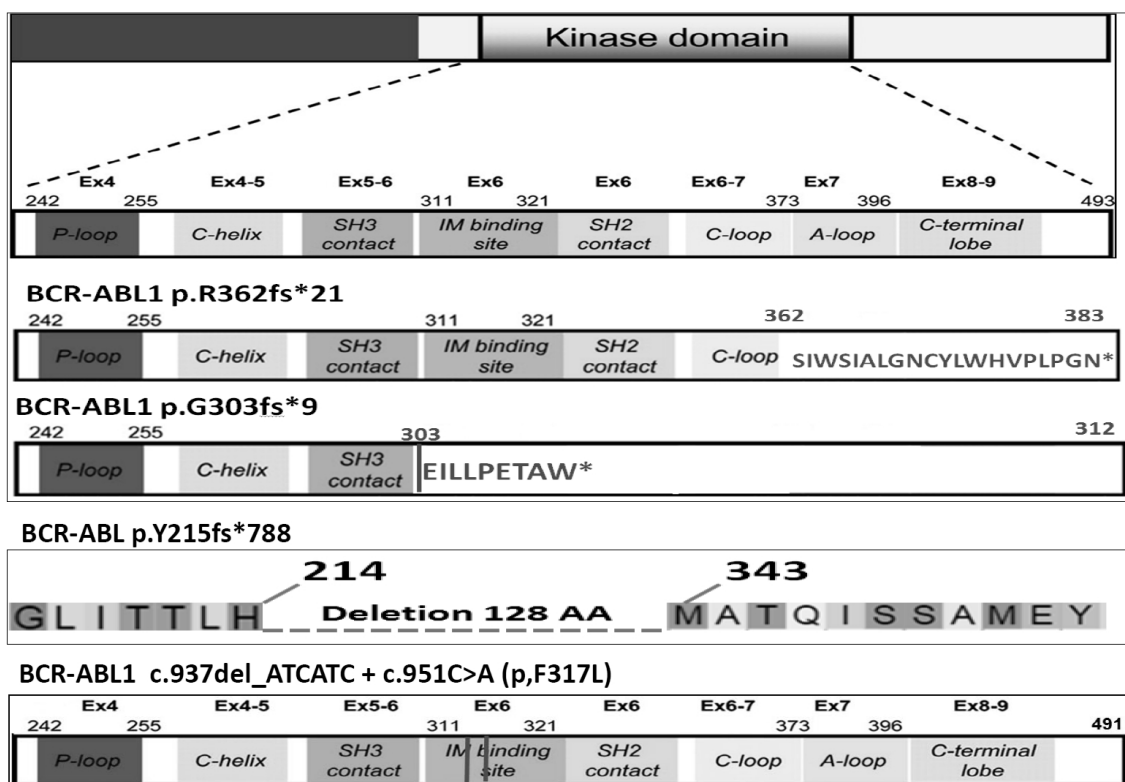 Kinase domain
Ex4 Ex4-5 Ex5-6 Ex6 Ex6 Ex6-7 Ex7 Ex8-9
242 255 311 321 373 396 493
P-loop C-helix SH3 contact IM binding site SH2 contact C-loop A-loop C-terminal lobe
BCR-ABL1 p.R362fs*21
242 255 311 321 362 383
P-loop C-helix SH3 contact IM binding site SH2 contact C-loop SIWSIALGNCYLWHVPLPGN*
BCR-ABL1 p.G303fs*9
242 255 303 312
P-loop C-helix SH3 contact EILLPETAW*
BCR-ABL p.Y215fs*788
214 343
GLITTLH Deletion 128 AA MATQISSAMEY
BCR-ABL1 c.937del_ATCATC + c.951C>A (p,F317L)
Ex4 Ex4-5 Ex5-6 Ex6 Ex6 Ex6-7 Ex7 Ex8-9
242 255 311 321 373 396 491
P-loop C-helix SH3 contact IM binding site SH2 contact C-loop A-loop C-terminal lobe